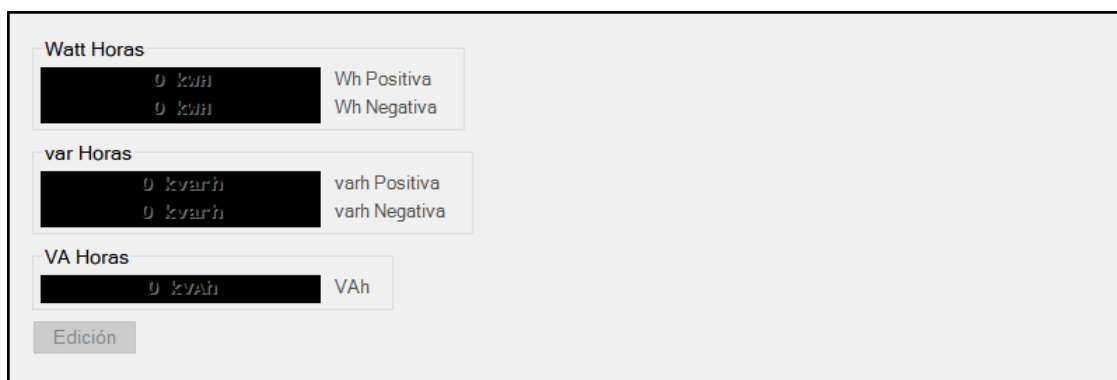 Watt Horas
0 kWH Wh Positiva
0 kWH Wh Negativa
var Horas
0 kvarh varh Positiva
0 kvarh varh Negativa
VA Horas
0 kVAh VAh
Edición